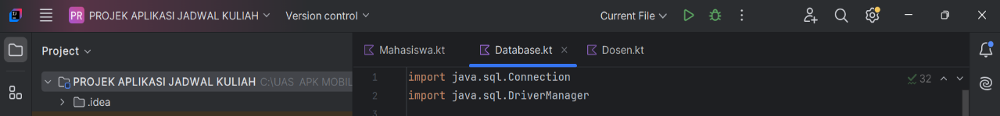 PR PROJEK APLIKASI JADWAL KULIAH Version control Current File
Project
Mahasiswa.kt Database.kt Dosen.kt
PROJEK APLIKASI JADWAL KULIAH C:\UAS APK MOBIL
.idea
1 import java.sql.Connection 32
2 import java.sql.DriverManager
3